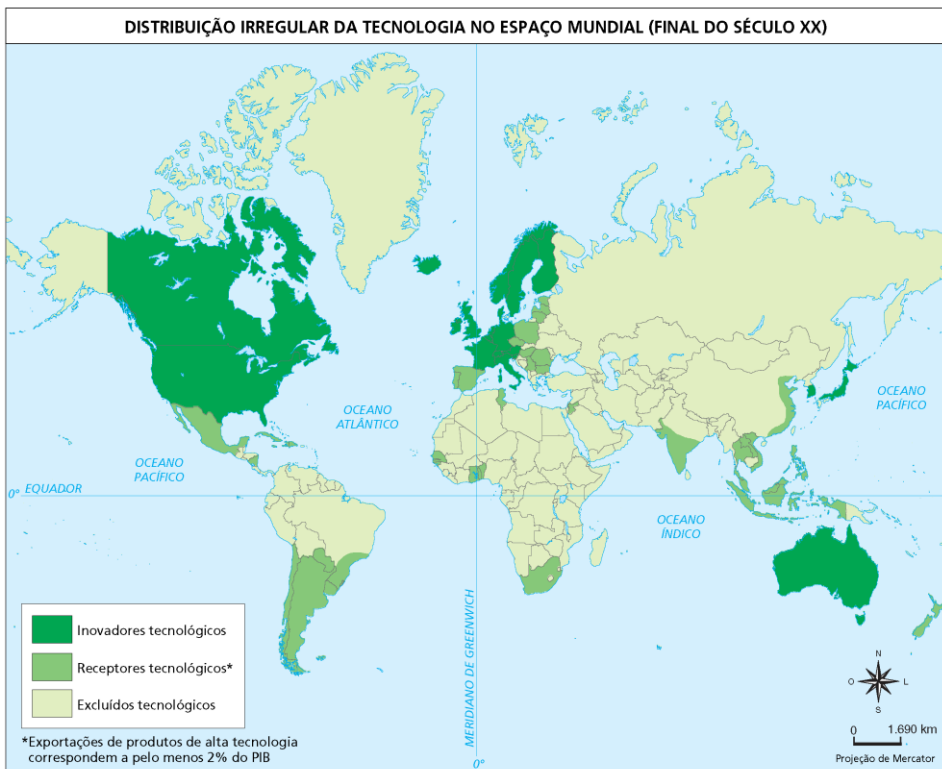 DISTRIBUIÇÃO IRREGULAR DA TECNOLOGIA NO ESPAÇO MUNDIAL (FINAL DO SÉCULO XX)
OCEANO
ATLÂNTICO
OCEANO
PACÍFICO
OCEANO
PACÍFICO
0° EQUADOR
OCEANO
ÍNDICO
MERIDIANO DE GREENWICH
0°
Inovadores tecnológicos
Receptores tecnológicos*
Excluídos tecnológicos
*Exportações de produtos de alta tecnologia
correspondem a pelo menos 2% do PIB
N
O L
S
0 1.690 km
Projeção de Mercator